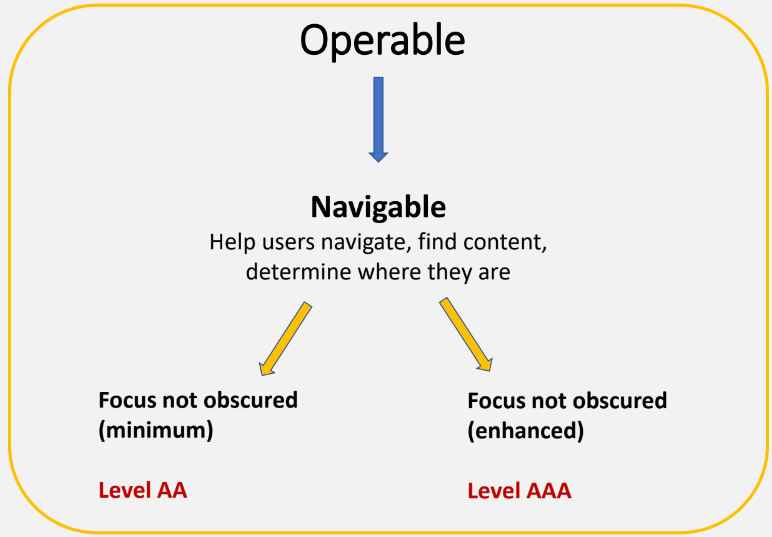 Operable
Navigable
Help users navigate, find content,
determine where they are
Focus not obscured
(minimum)
Level AA
Focus not obscured
(enhanced)
Level AAA